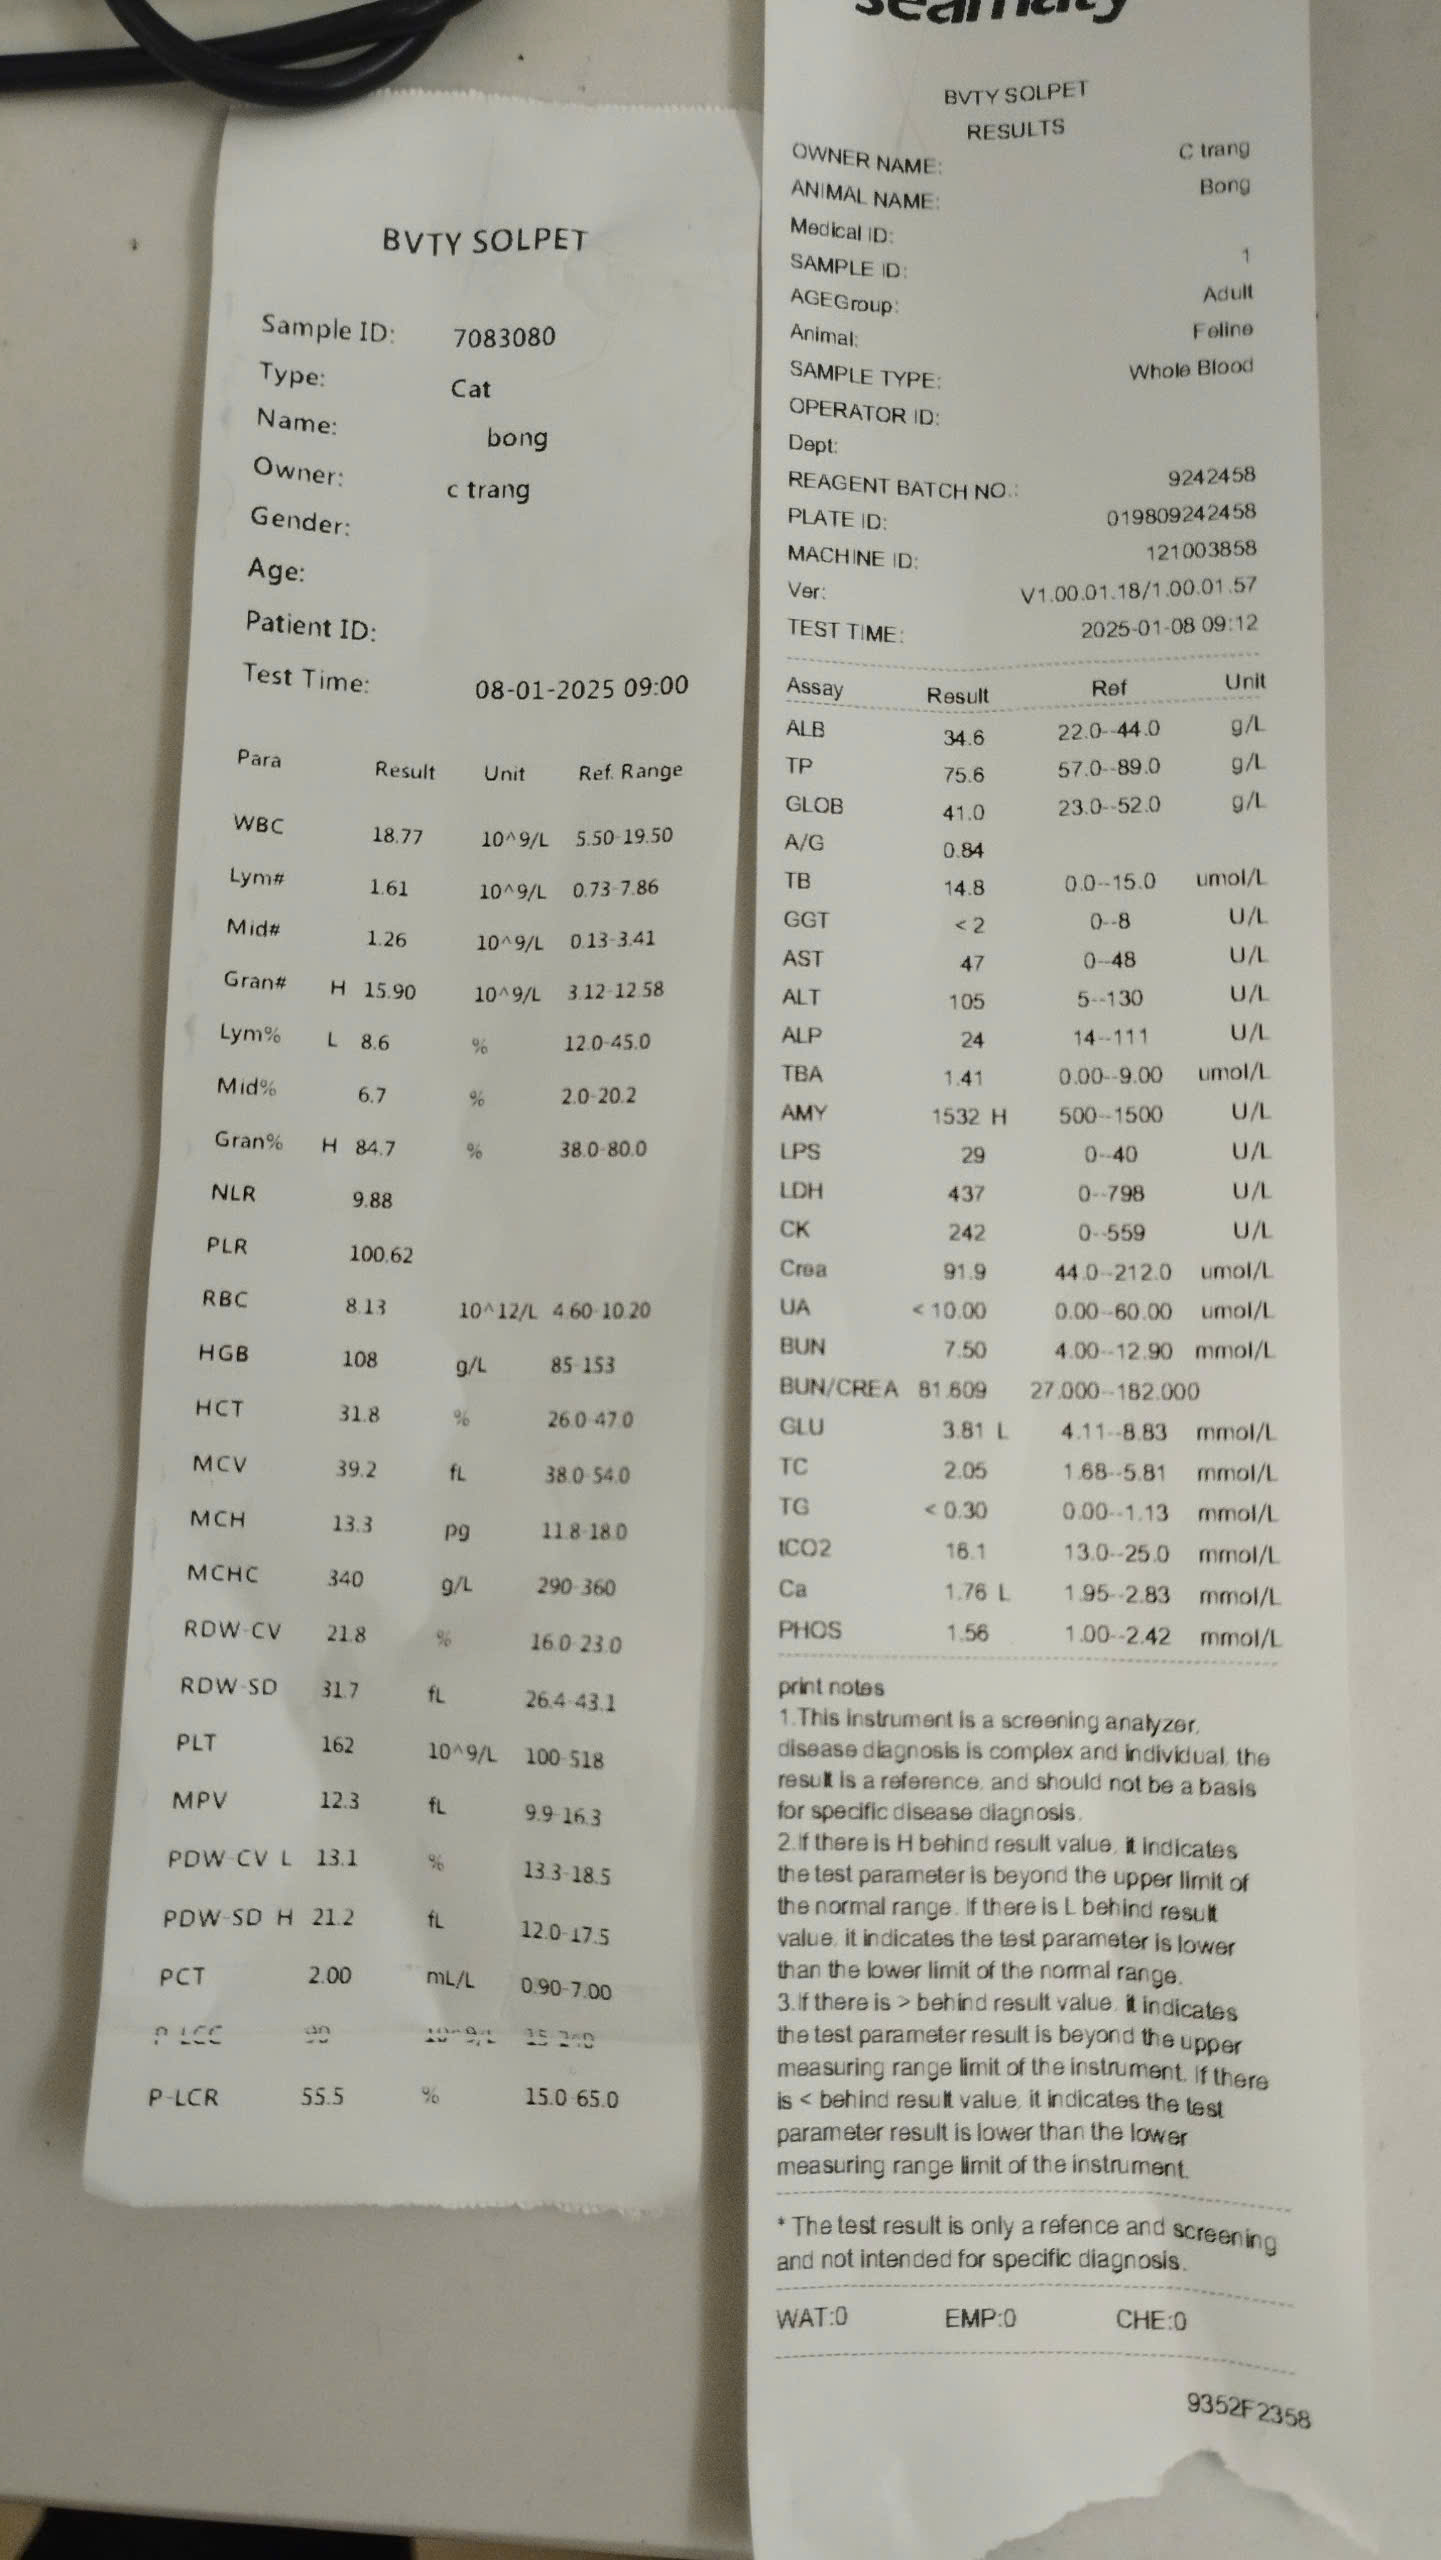 BVTY SOLPET
Sample ID: 7083080
Type: Cat
Name: bong
Owner: c trang
Gender:
Age:
Patient ID:
Test Time: 08-01-2025 09:00
Para Result Unit Ref. Range
WBC 18.77 10^9/L 5.50-19.50
Lym# 1.61 10^9/L 0.73-7.86
Mid# 1.26 10^9/L 0.13-3.41
Gran# H 15.90 10^9/L 3.12-12.58
Lym% L 8.6 % 12.0-45.0
Mid% 6.7 % 2.0-20.2
Gran% H 84.7 % 38.0-80.0
NLR 9.88
PLR 100.62
RBC 8.13 10^12/L 4.60-10.20
HGB 108 g/L 85-153
HCT 31.8 % 26.0-47.0
MCV 39.2 fL 38.0-54.0
MCH 13.3 pg 11.8-18.0
MCHC 340 g/L 290-360
RDW-CV 21.8 % 16.0-23.0
RDW-SD 31.7 fL 26.4-43.1
PLT 162 10^9/L 100-518
MPV 12.3 fL 9.9-16.3
PDW-CV L 13.1 % 13.3-18.5
PDW-SD H 21.2 fL 12.0-17.5
PCT 2.00 mL/L 0.90-7.00
P-LCC 90 10^9/L
P-LCR 55.5 % 15.0-65.0
seamaty
BVTY SOLPET
RESULTS
OWNER NAME: C trang
ANIMAL NAME: Bong
Medical ID:
SAMPLE ID: 1
AGEGroup: Adult
Animal: Feline
SAMPLE TYPE: Whole Blood
OPERATOR ID:
Dept:
REAGENT BATCH NO.: 9242458
PLATE ID: 019809242458
MACHINE ID: 121003858
Ver: V1.00.01.18/1.00.01.57
TEST TIME: 2025-01-08 09:12
Assay Result Ref Unit
ALB 34.6 22.0--44.0 g/L
TP 75.6 57.0--89.0 g/L
GLOB 41.0 23.0--52.0 g/L
A/G 0.84
TB 14.8 0.0--15.0 umol/L
GGT < 2 0--8 U/L
AST 47 0--48 U/L
ALT 105 5--130 U/L
ALP 24 14--111 U/L
TBA 1.41 0.00--9.00 umol/L
AMY 1532 H 500--1500 U/L
LPS 29 0--40 U/L
LDH 437 0--798 U/L
CK 242 0--559 U/L
Crea 91.9 44.0--212.0 umol/L
UA < 10.00 0.00--60.00 umol/L
BUN 7.50 4.00--12.90 mmol/L
BUN/CREA 81.609 27.000--182.000
GLU 3.81 L 4.11--8.83 mmol/L
TC 2.05 1.68--5.81 mmol/L
TG < 0.30 0.00--1.13 mmol/L
tCO2 16.1 13.0--25.0 mmol/L
Ca 1.76 L 1.95--2.83 mmol/L
PHOS 1.56 1.00--2.42 mmol/L
print notes
1.This instrument is a screening analyzer,
disease diagnosis is complex and individual, the
result is a reference, and should not be a basis
for specific disease diagnosis.
2.If there is H behind result value, it indicates
the test parameter is beyond the upper limit of
the normal range. If there is L behind result
value, it indicates the test parameter is lower
than the lower limit of the normal range.
3.If there is > behind result value, it indicates
the test parameter result is beyond the upper
measuring range limit of the instrument. If there
is < behind result value, it indicates the test
parameter result is lower than the lower
measuring range limit of the instrument.
* The test result is only a refence and screening
and not intended for specific diagnosis.
WAT:0 EMP:0 CHE:0
9352F2358